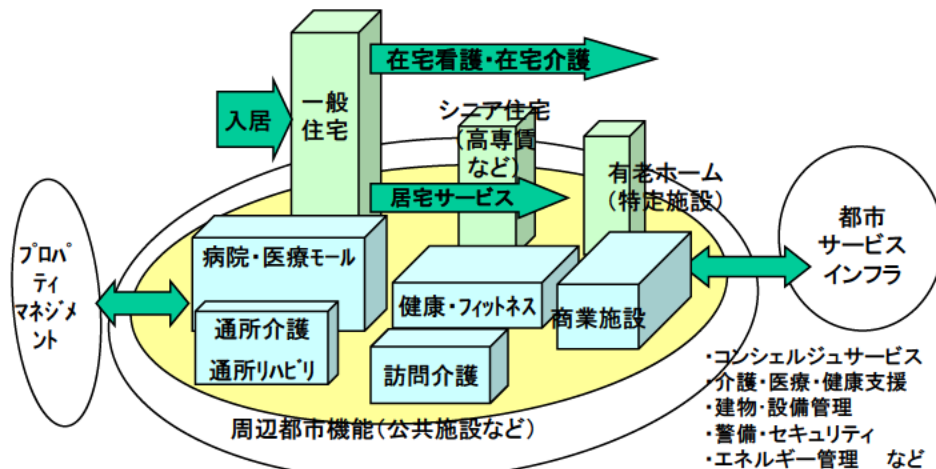 在宅看護・在宅介護
一般
住宅
入居
シニア住宅
(高専賃
など)
有老ホーム
(特定施設)
居宅サービス
都市
サービス
インフラ
ﾌﾟﾛﾊﾟ
ﾃｨ
ﾏﾈｼﾞﾒ
ﾝﾄ
病院・医療ﾓｰﾙ
健康・フィットネス
商業施設
通所介護
通所ﾘﾊﾋﾞﾘ
訪問介護
周辺都市機能(公共施設など)
・コンシェルジュサービス
・介護・医療・健康支援
・建物・設備管理
・警備・セキュリティ
・エネルギー管理　など